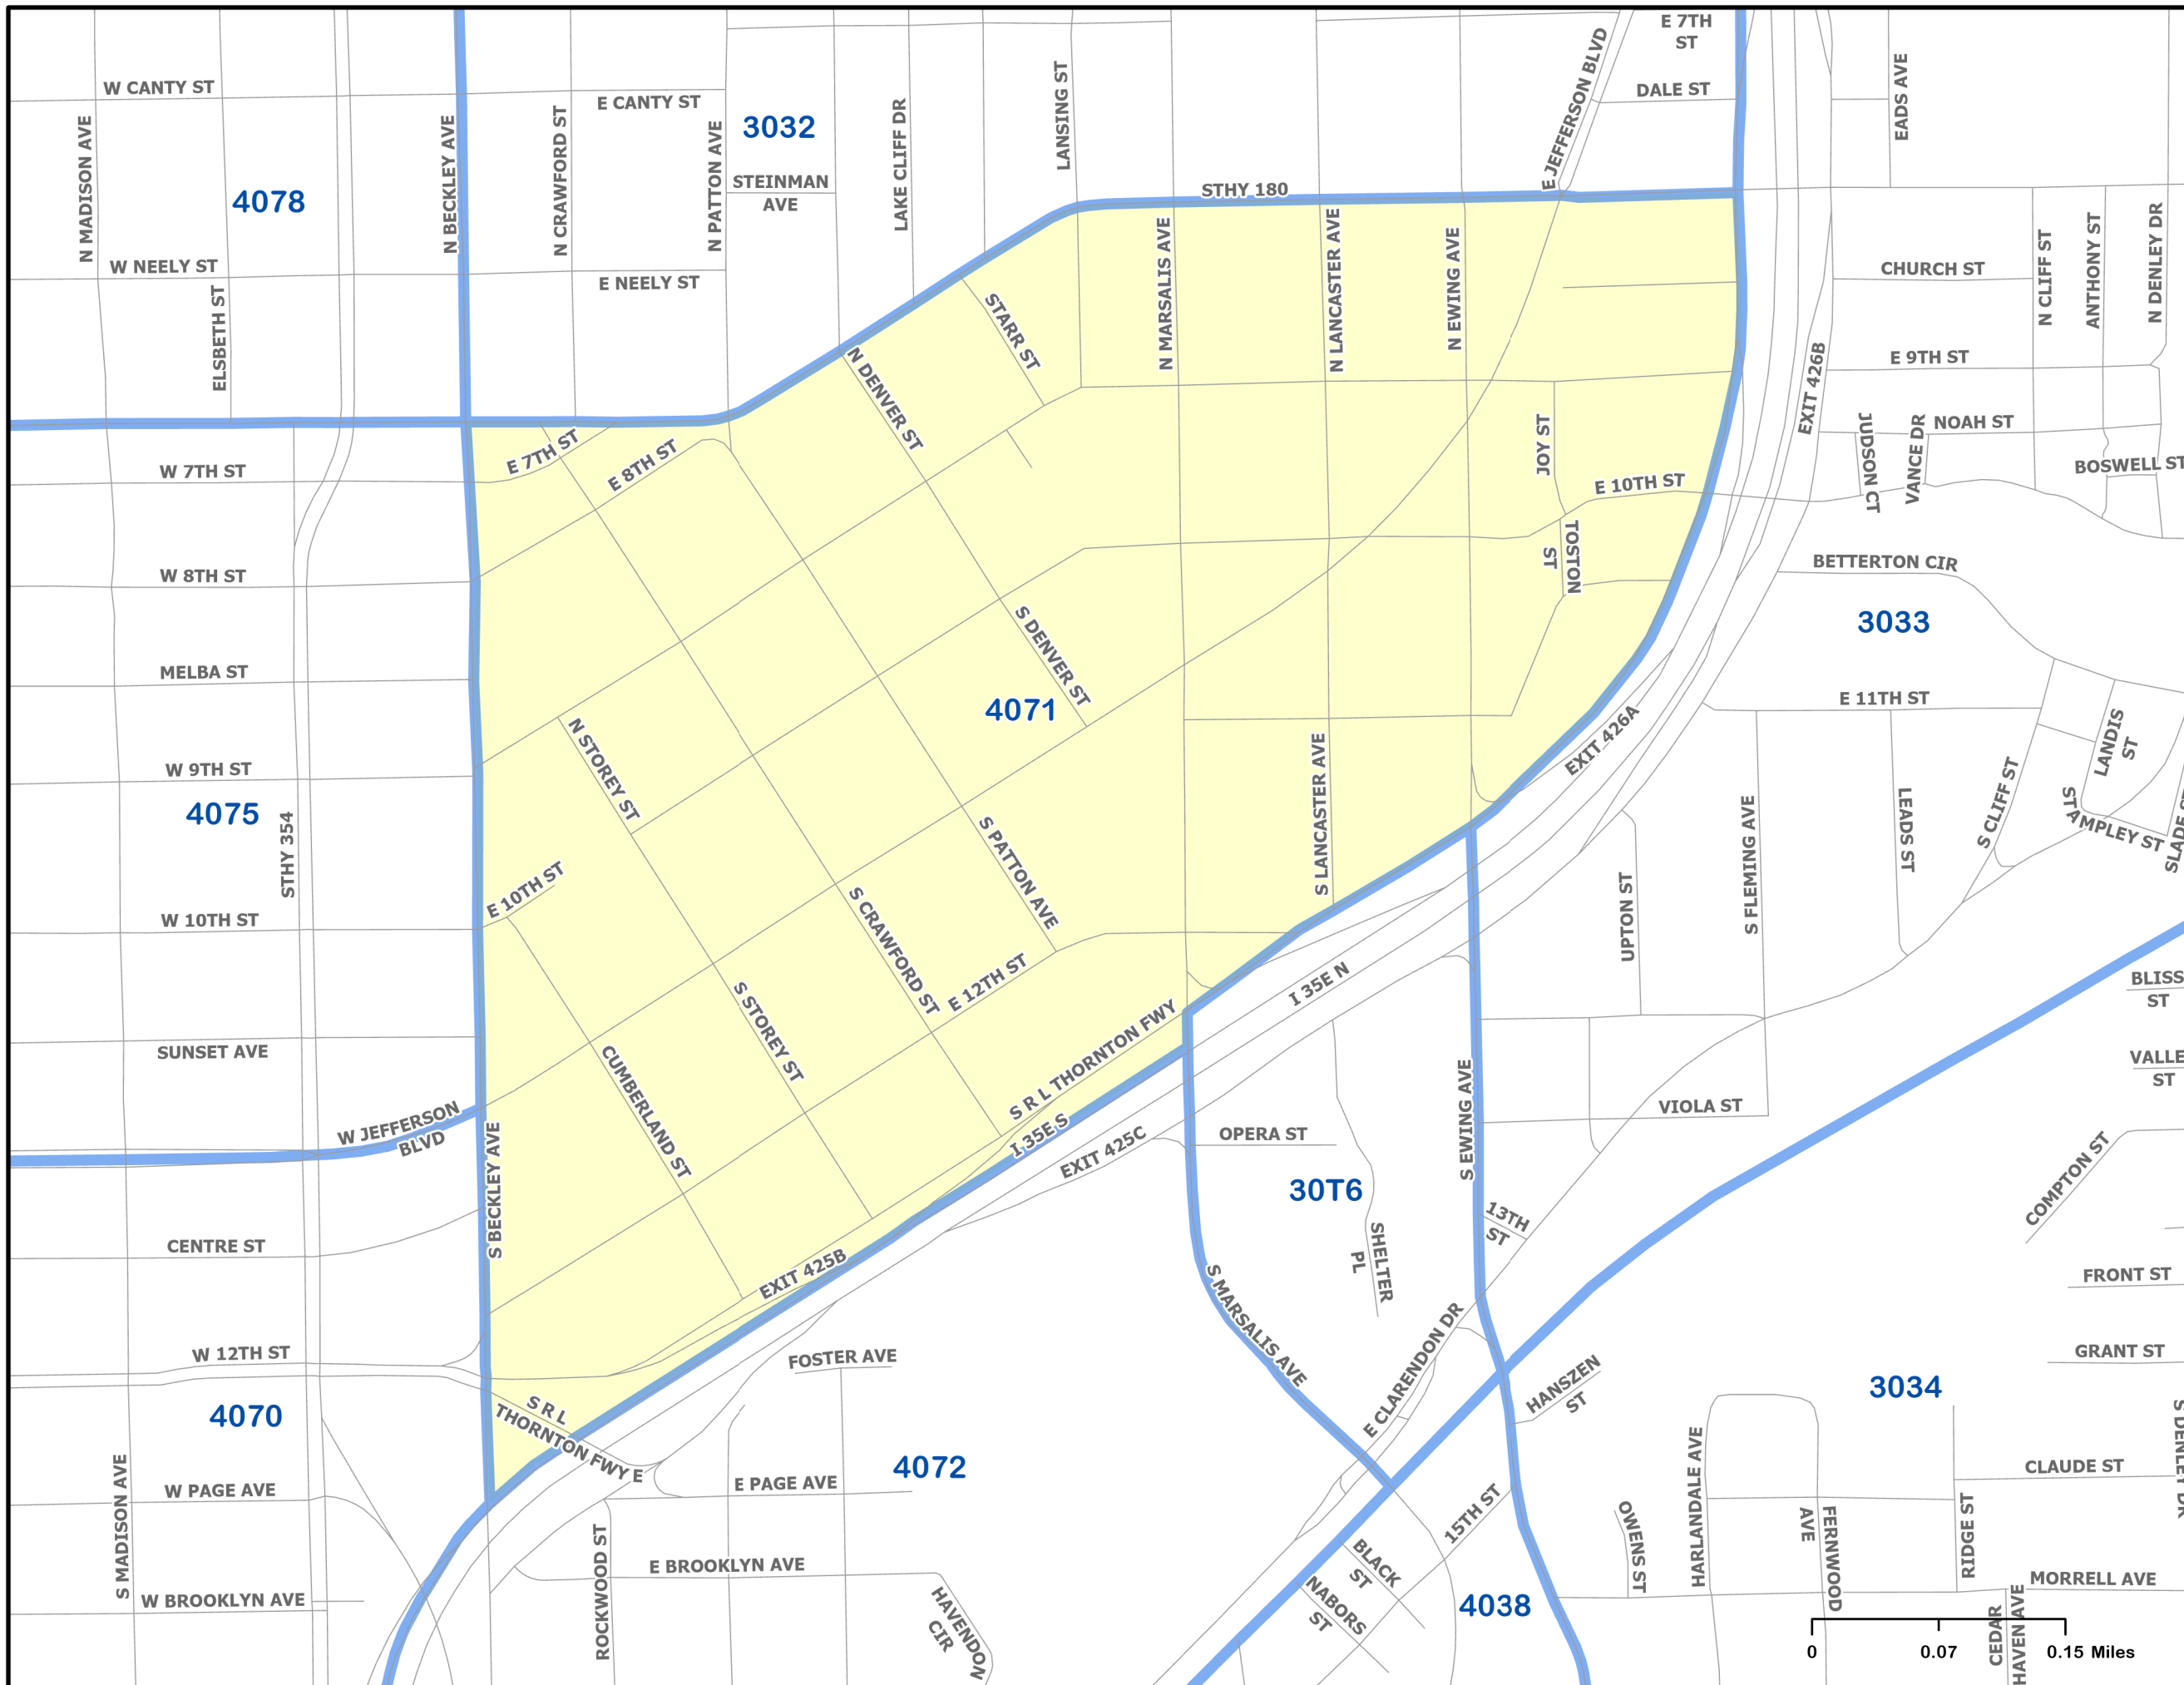 E 7TH
ST
W CANTY ST
E CANTY ST
DALE ST
E JEFFERSON BLVD
EADS AVE
N MADISON AVE
N BECKLEY AVE
N CRAWFORD ST
N PATTON AVE
3032
LAKE CLIFF DR
LANSING ST
4078
STEINMAN
AVE
STHY 180
W NEELY ST
E NEELY ST
ELSBETH ST
STARR ST
N MARSALIS AVE
N LANCASTER AVE
N EWING AVE
CHURCH ST
N CLIFF ST
ANTHONY ST
N DENLEY DR
N DENVER ST
E 9TH ST
EXIT 426B
NOAH ST
JUDSON CT
VANCE DR
BOSWELL ST
W 7TH ST
E 7TH ST
E 8TH ST
JOY ST
E 10TH ST
TOSTON
ST
W 8TH ST
BETTERTON CIR
3033
MELBA ST
S DENVER ST
4071
E 11TH ST
N STOREY ST
EXIT 426A
LANDIS
ST
W 9TH ST
4075
STHY 354
S PATTON AVE
S LANCASTER AVE
S FLEMING AVE
LEADS ST
S CLIFF ST
STAMPLEY ST
E 10TH ST
W 10TH ST
S CRAWFORD ST
UPTON ST
E 12TH ST
I 35E N
BLISS
ST
SUNSET AVE
S STOREY ST
CUMBERLAND ST
S R L THORNTON FWY
I 35E S
EXIT 425C
S EWING AVE
VALLE
ST
W JEFFERSON
BLVD
S BECKLEY AVE
OPERA ST
VIOLA ST
COMPTON ST
30T6
SHELTER
PL
13TH
ST
CENTRE ST
EXIT 425B
S MARSALIS AVE
FRONT ST
W 12TH ST
FOSTER AVE
E CLARENDON DR
HANSZEN
ST
GRANT ST
3034
4070
S R L
THORNTON FWY E
4072
HARLANDALE AVE
S DENLEY DR
CLAUDE ST
S MADISON AVE
W PAGE AVE
E PAGE AVE
15TH ST
OWENS ST
FERNWOOD
AVE
RIDGE ST
ROCKWOOD ST
E BROOKLYN AVE
BLACK
ST
NABORS
ST
4038
MORRELL AVE
W BROOKLYN AVE
HAVENDON
CIR
CEDAR
HAVEN AVE
0 0.07 0.15 Miles